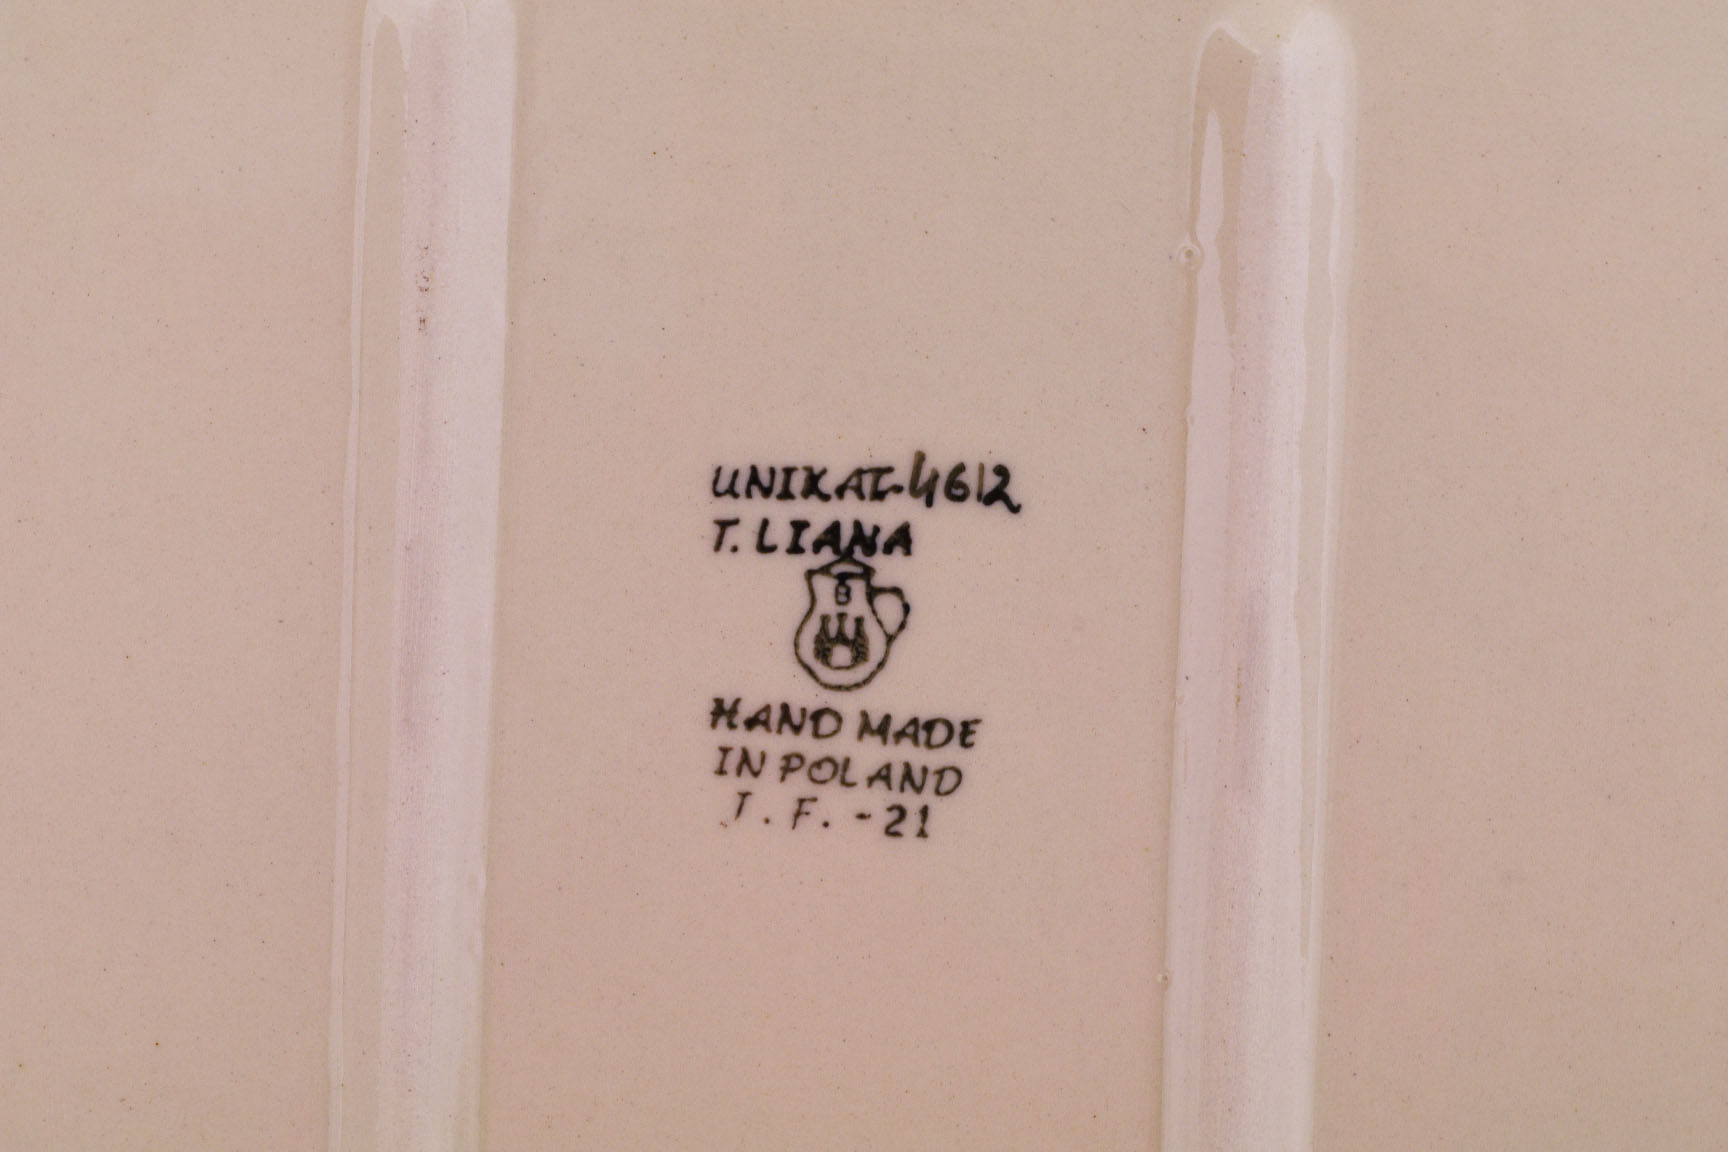 UNIKAT-4612
T. LIANA
B
HAND MADE
IN POLAND
T. F. -21